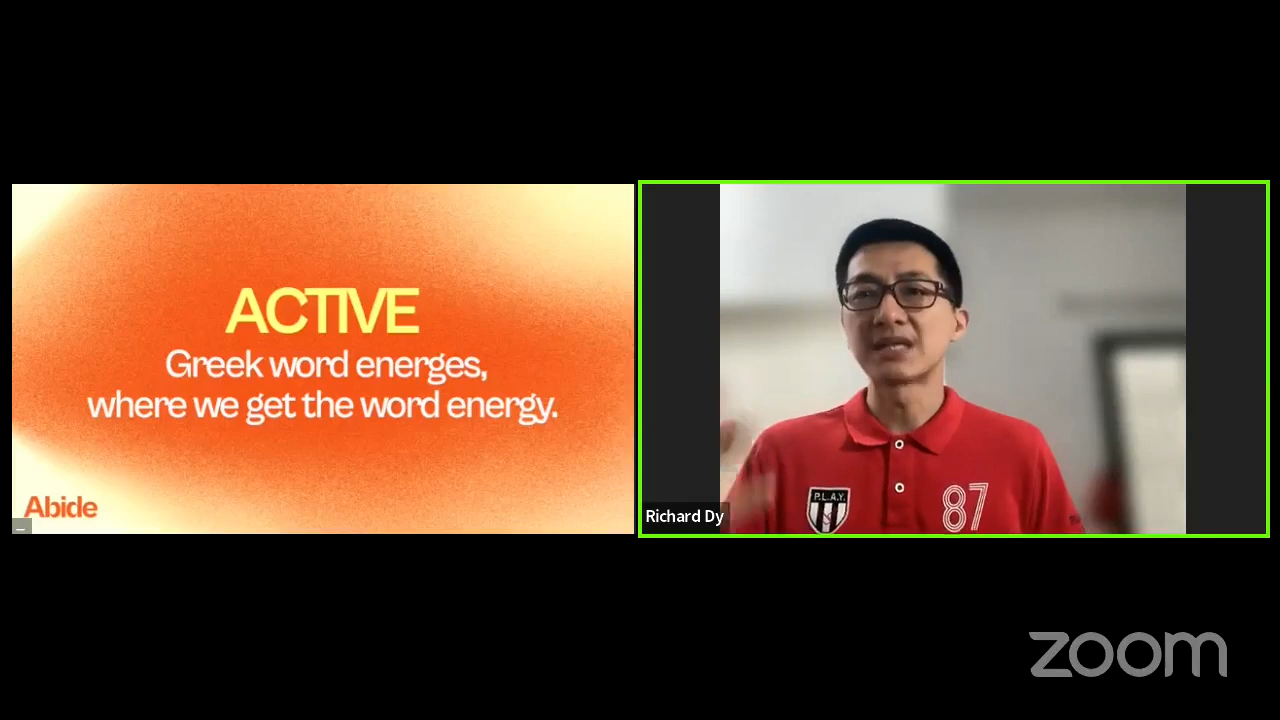 ACTIVE
Greek word energes,
where we get the word energy.
Abide
P.L.A.Y.
87
Richard Dy
zoom